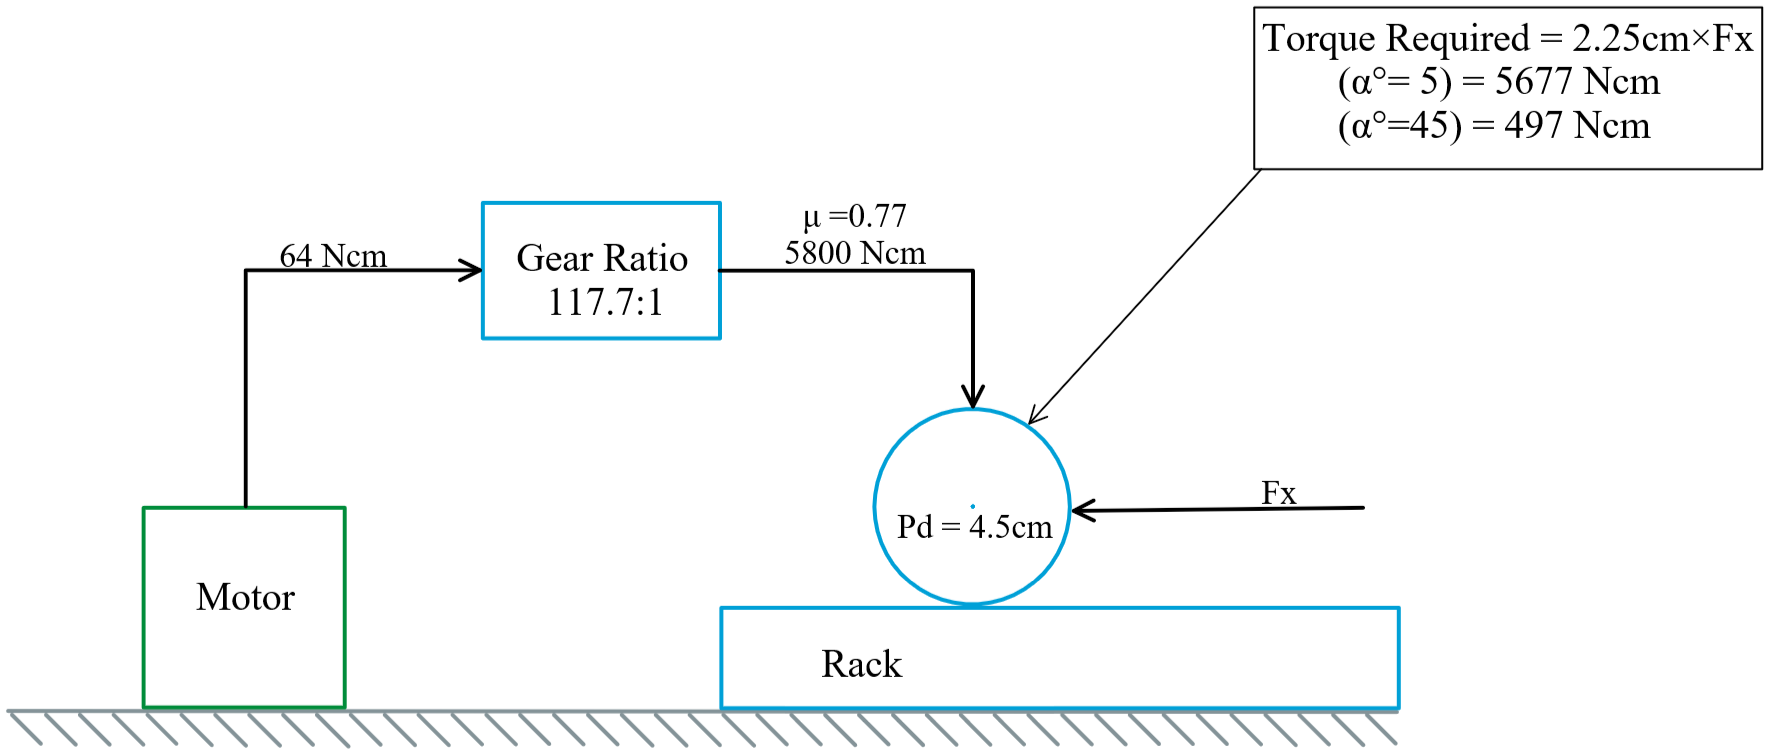 Torque Required = 2.25cm×Fx
(α°= 5) = 5677 Ncm
(α°=45) = 497 Ncm
μ =0.77
64 Ncm
5800 Ncm
Gear Ratio
117.7:1
Fx
Pd = 4.5cm
Motor
Rack